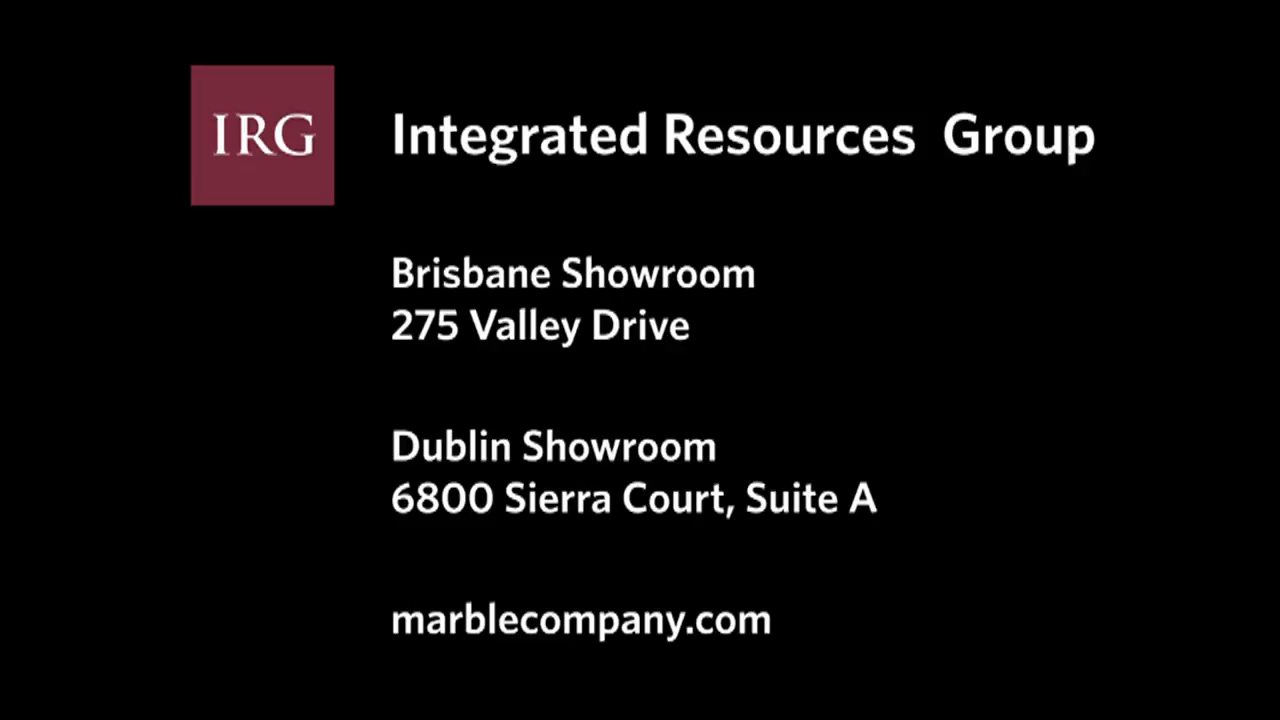 IRG
Integrated Resources Group
Brisbane Showroom
275 Valley Drive
Dublin Showroom
6800 Sierra Court, Suite A
marblecompany.com